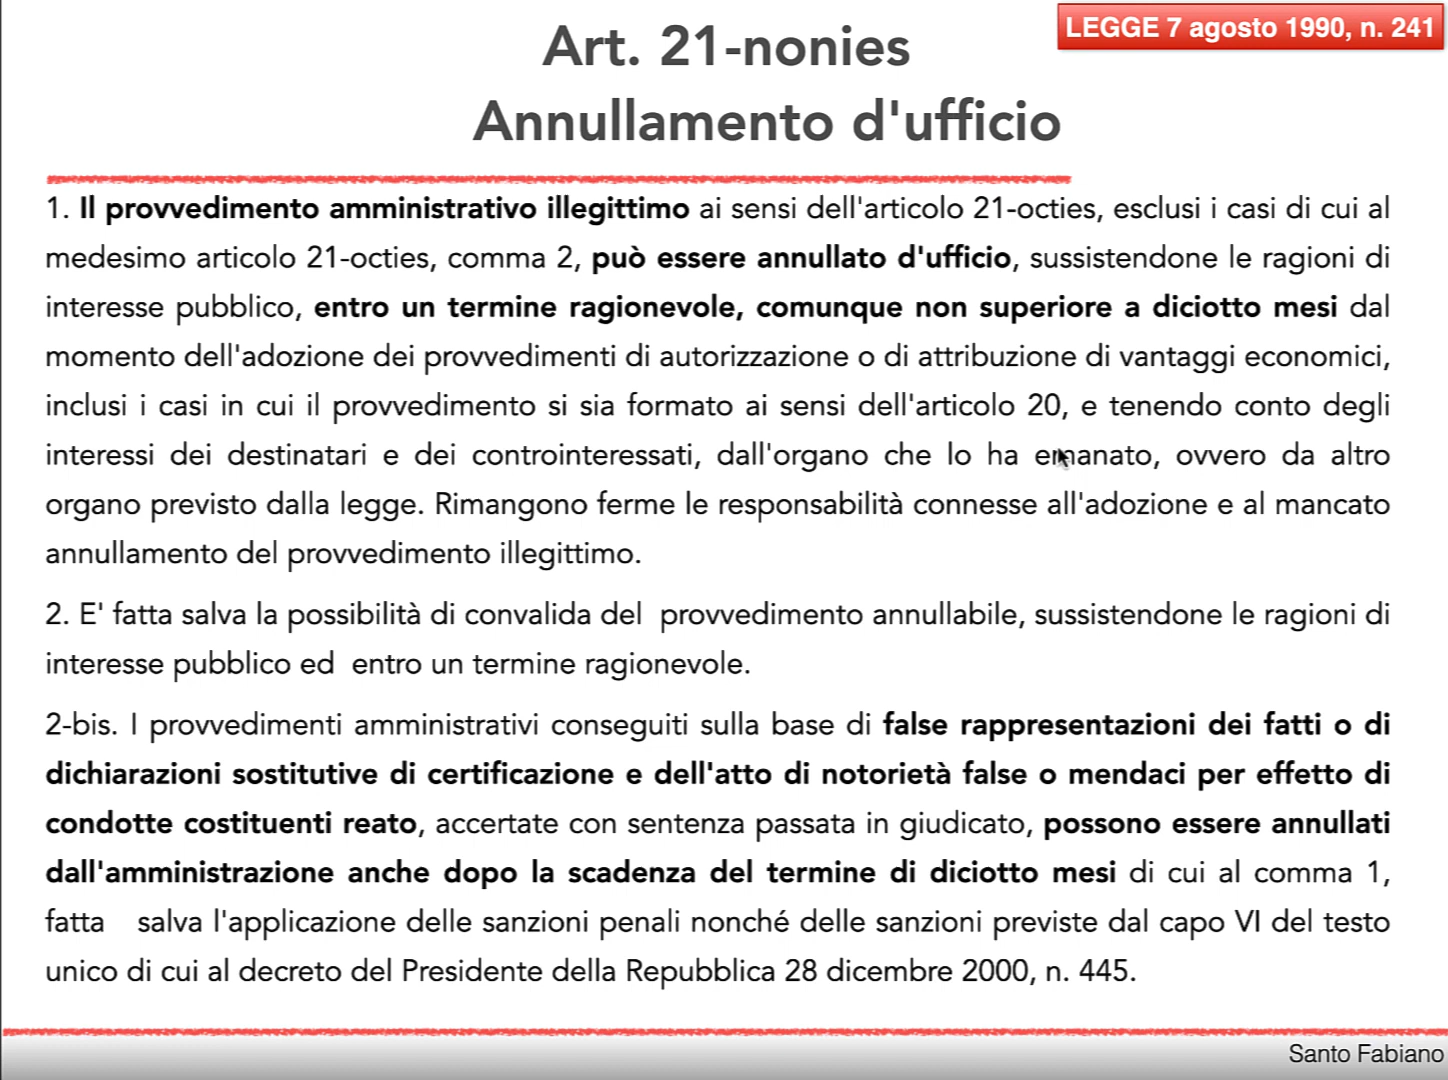 LEGGE 7 agosto 1990, n. 241
Art. 21-nonies
Annullamento d'ufficio
1. Il provvedimento amministrativo illegittimo ai sensi dell'articolo 21-octies, esclusi i casi di cui al
medesimo articolo 21-octies, comma 2, può essere annullato d'ufficio, sussistendone le ragioni di
interesse pubblico, entro un termine ragionevole, comunque non superiore a diciotto mesi dal
momento dell'adozione dei provvedimenti di autorizzazione o di attribuzione di vantaggi economici,
inclusi i casi in cui il provvedimento si sia formato ai sensi dell'articolo 20, e tenendo conto degli
interessi dei destinatari e dei controinteressati, dall'organo che lo ha emanato, ovvero da altro
organo previsto dalla legge. Rimangono ferme le responsabilità connesse all'adozione e al mancato
annullamento del provvedimento illegittimo.
2. E' fatta salva la possibilità di convalida del provvedimento annullabile, sussistendone le ragioni di
interesse pubblico ed entro un termine ragionevole.
2-bis. I provvedimenti amministrativi conseguiti sulla base di false rappresentazioni dei fatti o di
dichiarazioni sostitutive di certificazione e dell'atto di notorietà false o mendaci per effetto di
condotte costituenti reato, accertate con sentenza passata in giudicato, possono essere annullati
dall'amministrazione anche dopo la scadenza del termine di diciotto mesi di cui al comma 1,
fatta salva l'applicazione delle sanzioni penali nonché delle sanzioni previste dal capo VI del testo
unico di cui al decreto del Presidente della Repubblica 28 dicembre 2000, n. 445.
Santo Fabiano